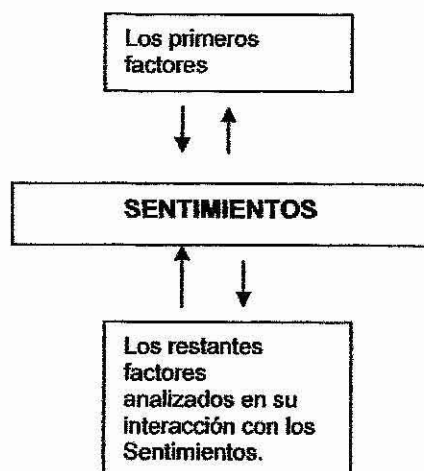 Los primeros
factores
SENTIMIENTOS
Los restantes
factores
analizados en su
interacción con los
Sentimientos.